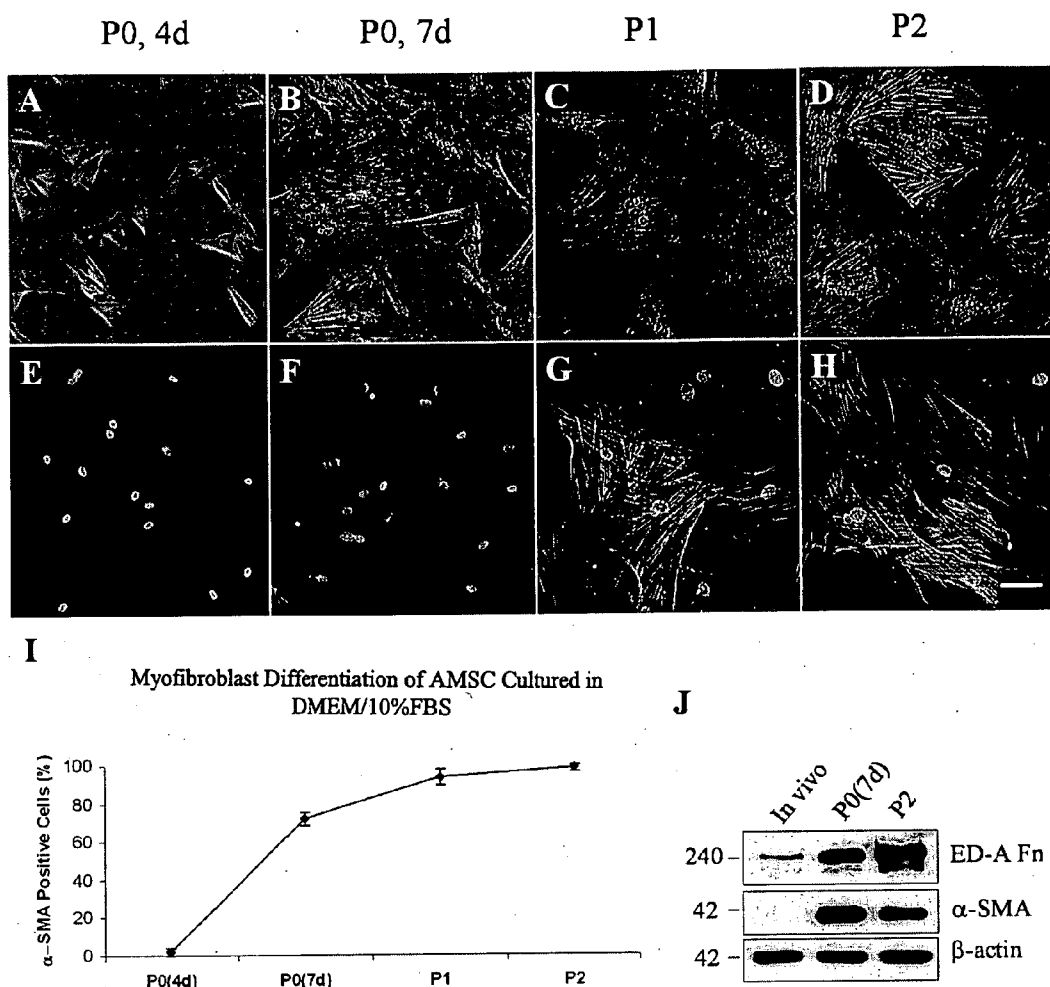 P0, 4d
P0, 7d
P1
P2
A
B
C
D
E
F
G
H
I
Myofibroblast Differentiation of AMSC Cultured in
DMEM/10%FBS
α–SMA Positive Cells (%)
100
80
60
40
20
0
P0(4d)
P0(7d)
P1
P2
J
In vivo
P0(7d)
P2
240
ED-A Fn
42
α-SMA
42
β-actin